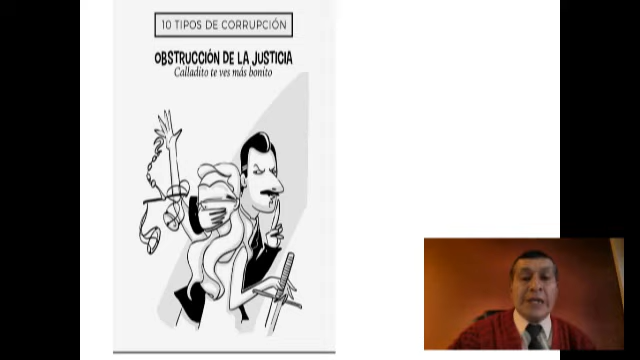 10 TIPOS DE CORRUPCIÓN
OBSTRUCCIÓN DE LA JUSTICIA
Calladito te ves más bonito